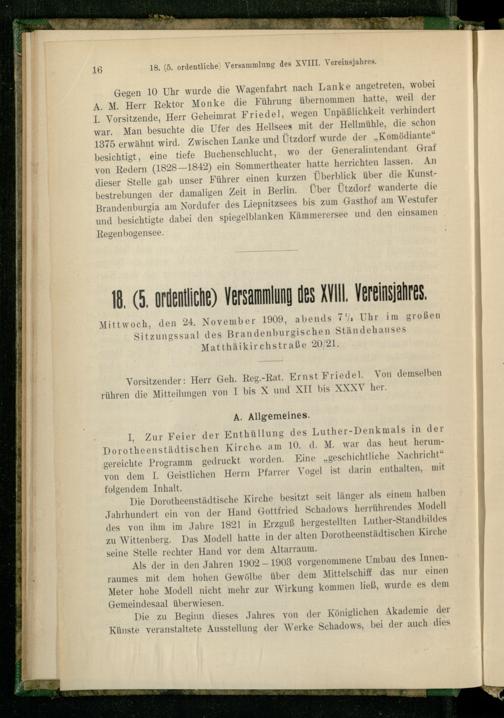 16
18. (5. ordentliche) Versammlung des XVIII. Vereinsjahres.
Gegen 10 Uhr wurde die Wagenfahrt nach Lanke angetreten, wobei
A. M. Herr Rektor Monke die Führung übernommen hatte, weil der
I. Vorsitzende, Herr Geheimrat Friedel, wegen Unpäßlichkeit verhindert
war. Man besuchte die Ufer des Hellsees mit der Hellmühle, die schon
1375 erwähnt wird. Zwischen Lanke und Ützdorf wurde der „Komödiante“
besichtigt, eine tiefe Buchenschlucht, wo der Generalintendant Graf
von Redern (1828—1842) ein Sommertheater hatte herrichten lassen. An
dieser Stelle gab unser Führer einen kurzen Überblick über die Kunst-
bestrebungen der damaligen Zeit in Berlin. Über Ützdorf wanderte die
Brandenburgia am Nordufer des Liepnitzsees bis zum Gasthof am Westufer
und besichtigte dabei den spiegelblanken Kämmerersee und den einsamen
Regenbogensee.
18. (5. ordentliche) Versammlung des XVIII. Vereinsjahres.
Mittwoch, den 24. November 1909, abends 7½ Uhr im großen
Sitzungssaal des Brandenburgischen Ständehauses
Matthäikirchstraße 20/21.
Vorsitzender: Herr Geh. Reg.-Rat. Ernst Friedel. Von demselben
rühren die Mitteilungen von I bis X und XII bis XXXV her.
A. Allgemeines.
I, Zur Feier der Enthüllung des Luther-Denkmals in der
Dorotheenstädtischen Kirche am 10. d. M. war das heut herum-
gereichte Programm gedruckt worden. Eine „geschichtliche Nachricht“
von dem I. Geistlichen Herrn Pfarrer Vogel ist darin enthalten, mit
folgendem Inhalt.
Die Dorotheenstädtische Kirche besitzt seit länger als einem halben
Jahrhundert ein von der Hand Gottfried Schadows herrührendes Modell
des von ihm im Jahre 1821 in Erzguß hergestellten Luther-Standbildes
zu Wittenberg. Das Modell hatte in der alten Dorotheenstädtischen Kirche
seine Stelle rechter Hand vor dem Altarraum.
Als der in den Jahren 1902–1903 vorgenommene Umbau des Innen-
raumes mit dem hohen Gewölbe über dem Mittelschiff das nur einen
Meter hohe Modell nicht mehr zur Wirkung kommen ließ, wurde es dem
Gemeindesaal überwiesen.
Die zu Beginn dieses Jahres von der Königlichen Akademie der
Künste veranstaltete Ausstellung der Werke Schadows, bei der auch dies